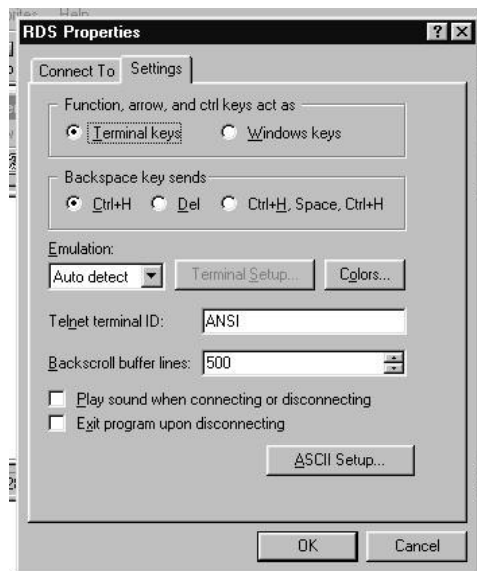 Help
RDS Properties
Connect To Settings
Function, arrow, and ctrl keys act as
Terminal keys Windows keys
Backspace key sends
Ctrl+H Del Ctrl+H, Space, Ctrl+H
Emulation:
Auto detect Terminal Setup... Colors...
Telnet terminal ID: ANSI
Backscroll buffer lines: 500
Play sound when connecting or disconnecting
Exit program upon disconnecting
ASCII Setup...
OK Cancel